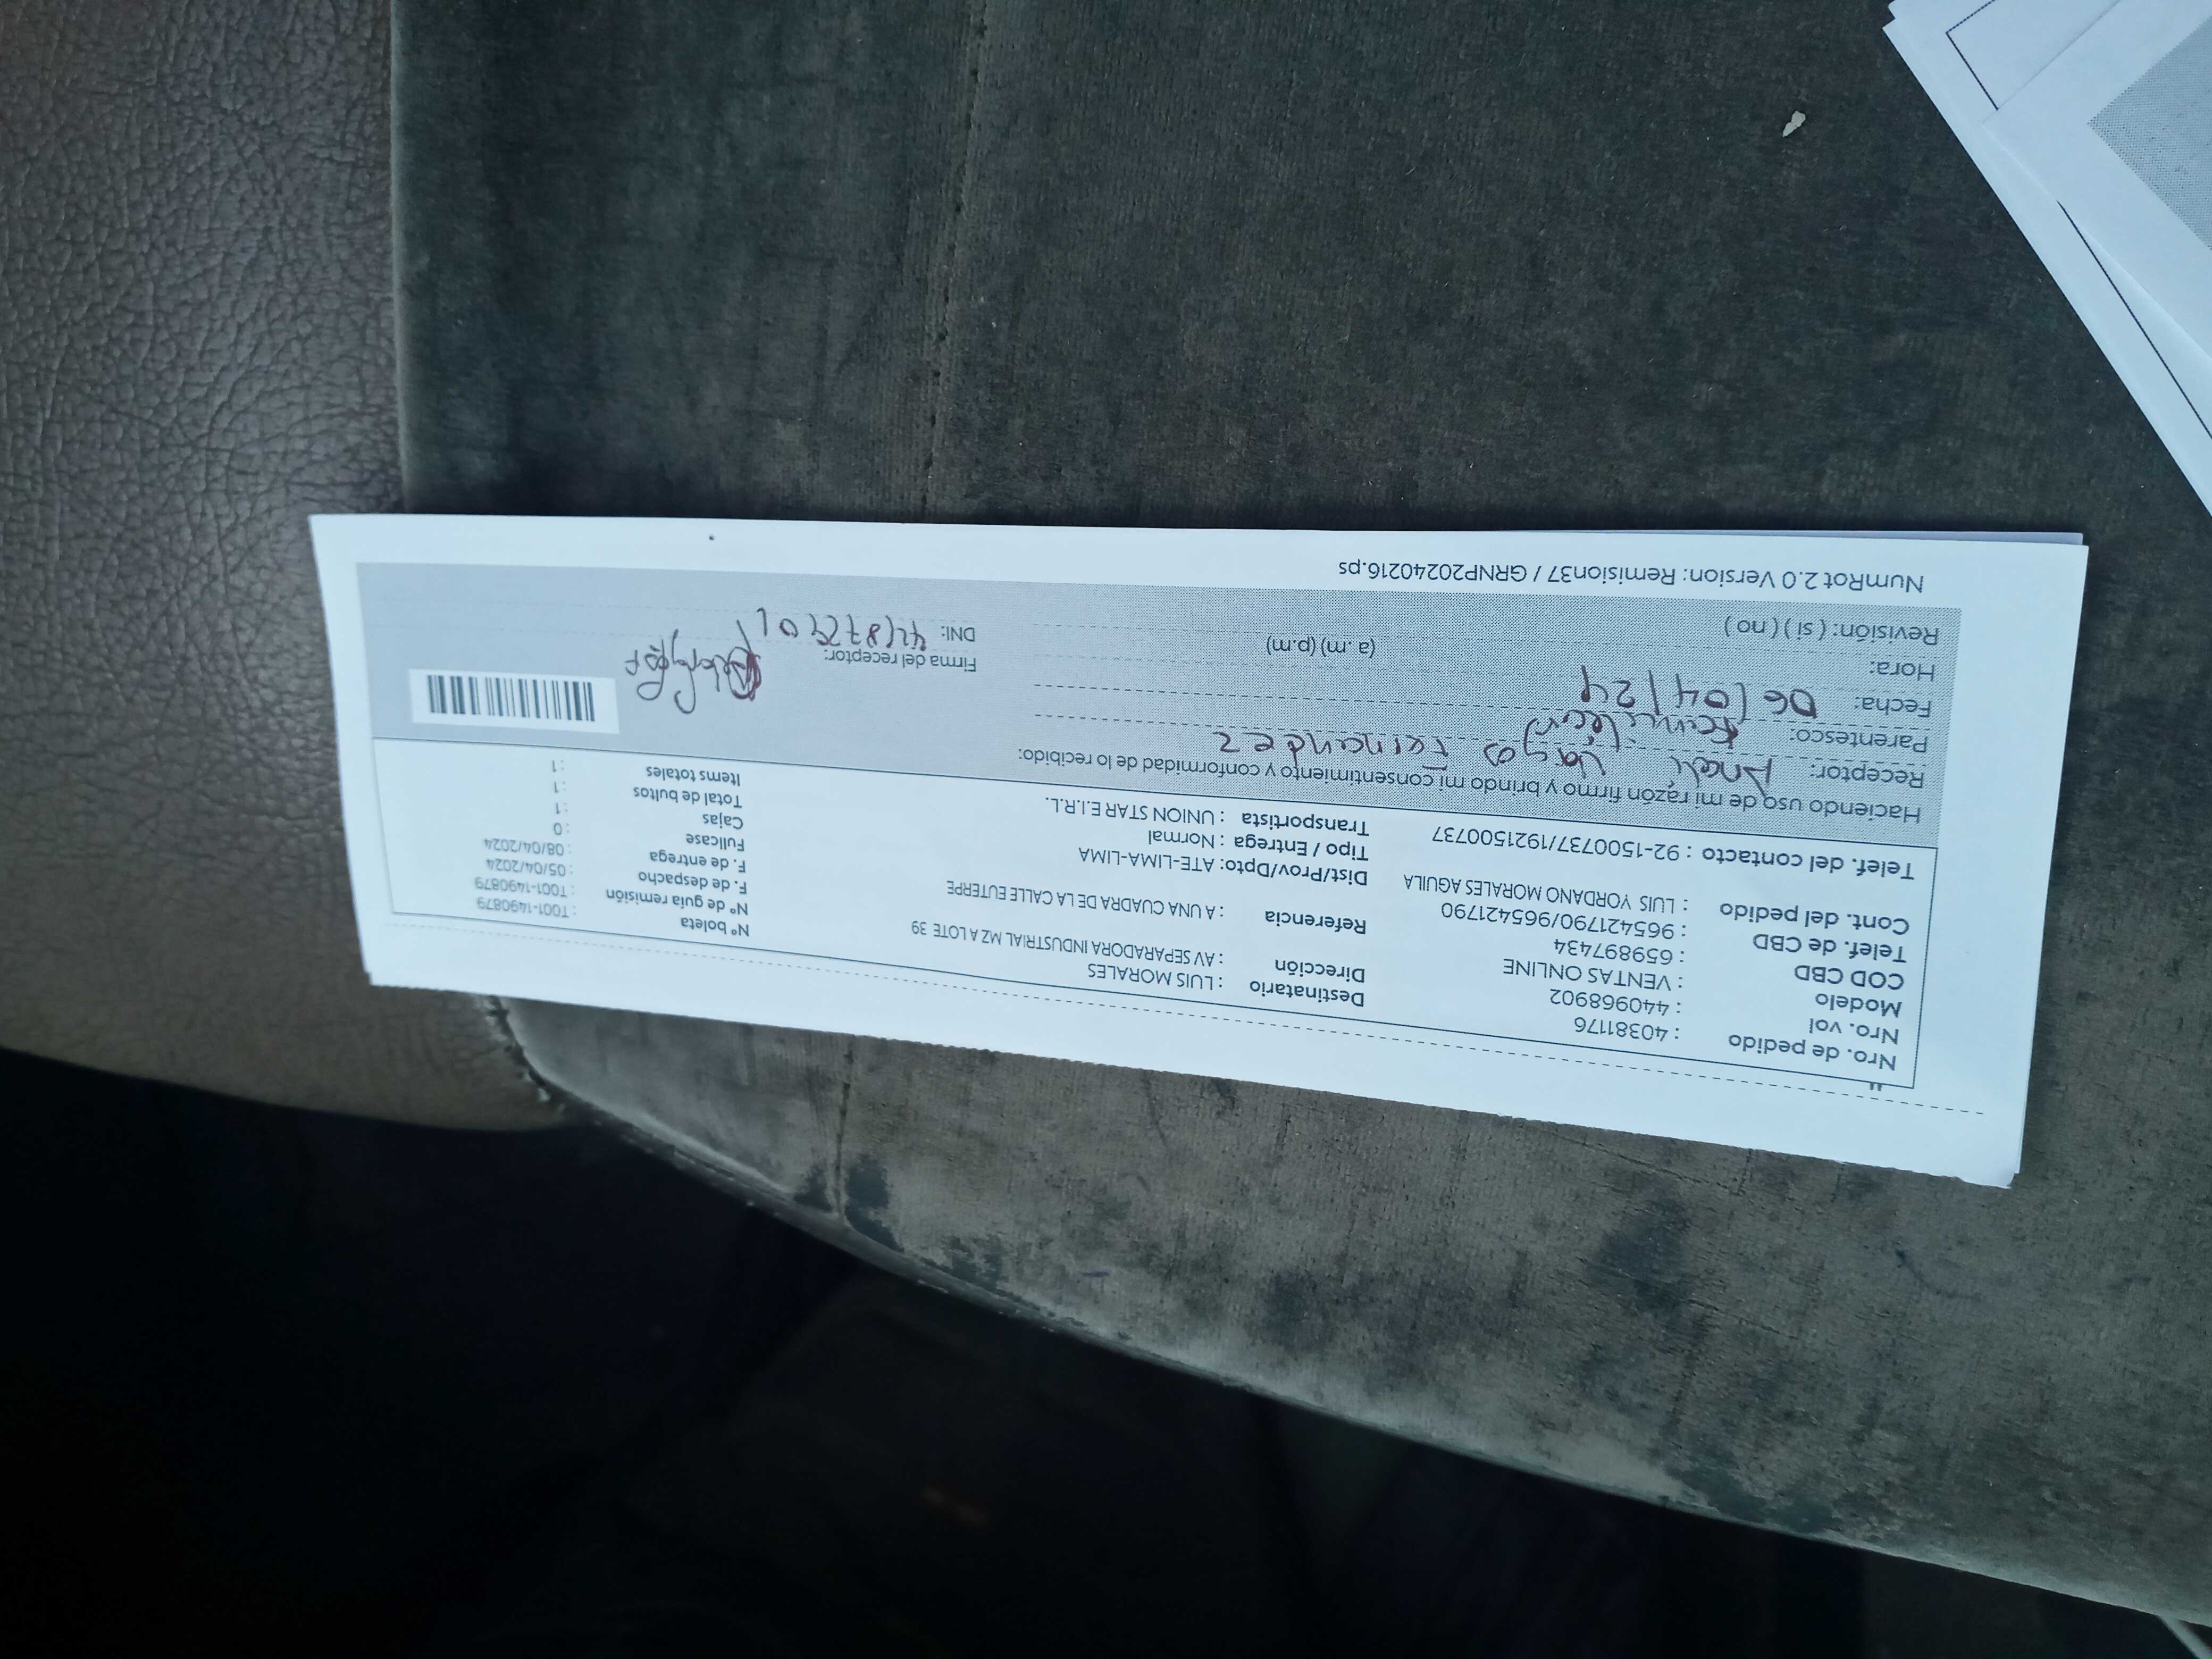 Nro. de pedido : 40381176
Nro. vol : 440968902
Modelo : VENTAS ONLINE
COD CBD : 659897434
Telef. de CBD : 965421790/965421790
Cont. del pedido : LUIS YORDANO MORALES AGUILA
Telef. del contacto : 92-1500737/1921500737
Destinatario : LUIS MORALES
Dirección : AV SEPARADORA INDUSTRIAL MZ A LOTE 39
Referencia : A UNA CUADRA DE LA CALLE EUTERPE
Dist/Prov/Dpto: ATE-LIMA-LIMA
Tipo / Entrega : Normal
Transportista : UNION STAR E.I.R.L.
Nº boleta : T001-1490879
Nº de guía remisión : T001-1490879
F. de despacho : 05/04/2024
F. de entrega : 08/04/2024
Fullcase : 0
Cajas : 1
Total de bultos : 1
Items totales : 1
Haciendo uso de mi razón firmo y brindo mi consentimiento y conformidad de lo recibido:
Receptor: Anali Lagos Fernandez
Parentesco:
Fecha: 06/04/24
Hora: (a.m) (p.m)
Revisión: ( si ) ( no )
Firma del receptor:
DNI:
NumRot 2.0 Version: Remision37 / GRNP20240216.ps